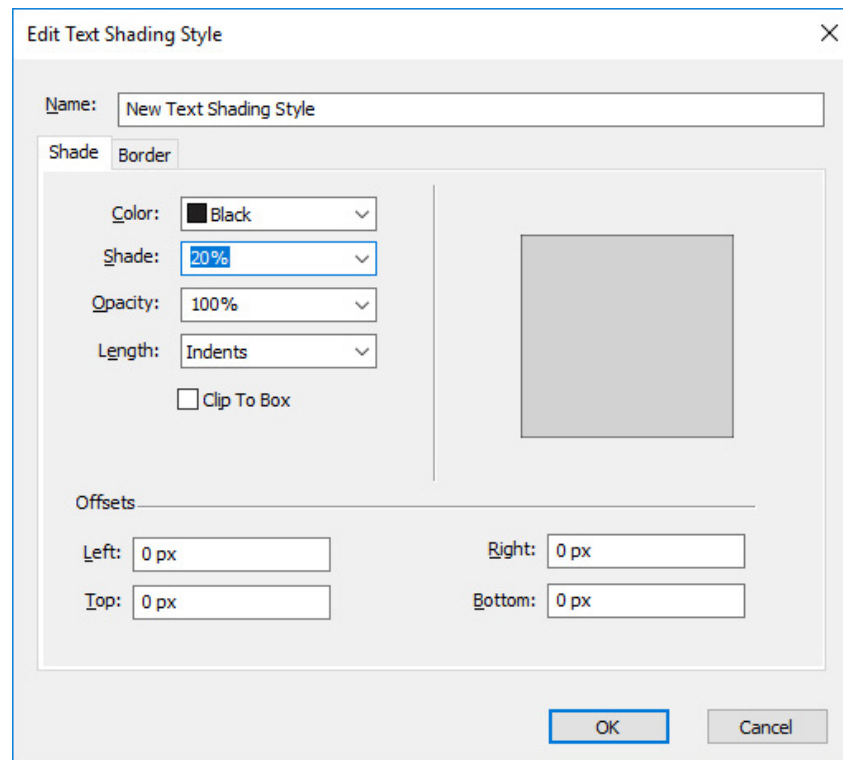 Edit Text Shading Style
Name: New Text Shading Style
Shade Border
Color: Black
Shade: 20%
Opacity: 100%
Length: Indents
Clip To Box
Offsets
Left: 0 px Right: 0 px
Top: 0 px Bottom: 0 px
OK Cancel